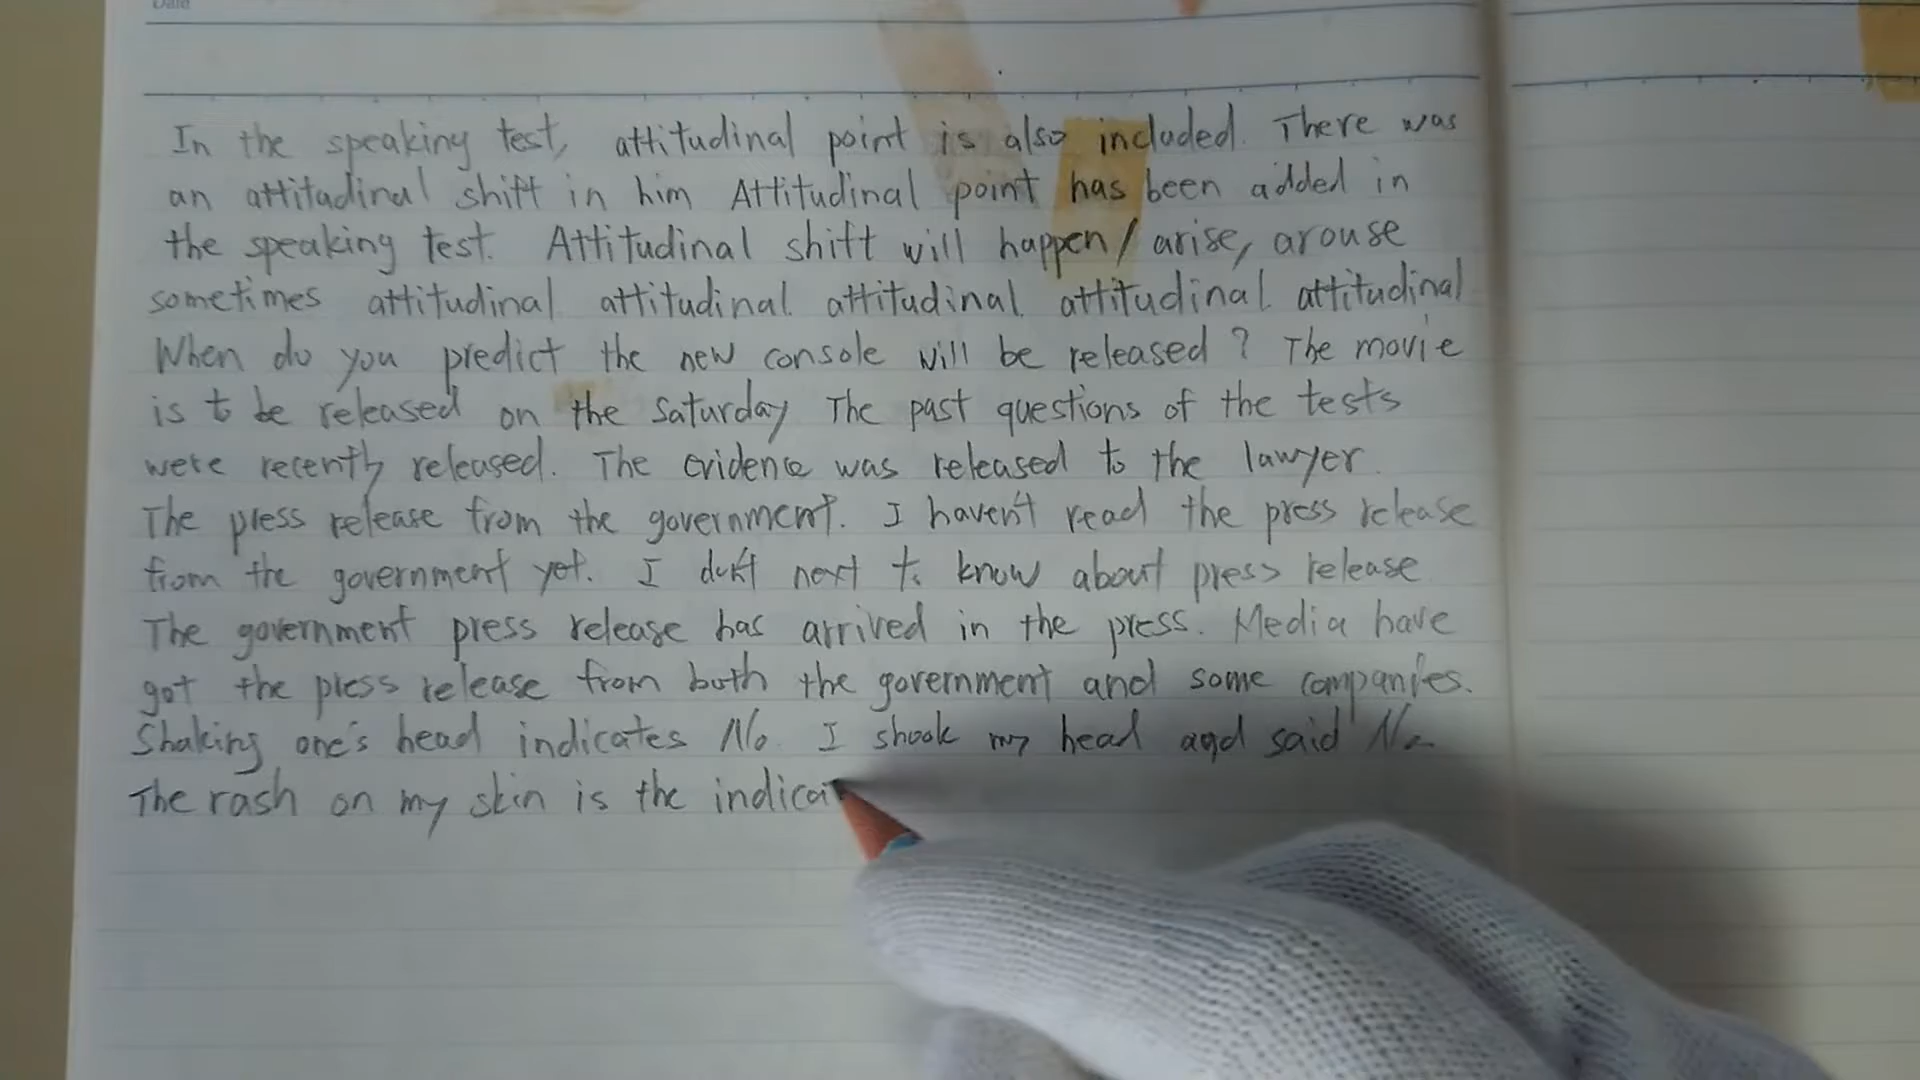 Date
In the speaking test, attitudinal point is also included. There was
an attitudinal shift in him Attitudinal point has been added in
the speaking test. Attitudinal shift will happen / arise, arouse
sometimes attitudinal attitudinal attitudinal attitudinal attitudinal
When do you predict the new console will be released? The movie
is to be released on the Saturday The past questions of the tests
were recently released. The evidence was released to the lawyer.
The press release from the government. I haven't read the press release
from the government yet. I don't to know about press release
The government press release has arrived in the press. Media have
got the press release from both the government and some companies.
Shaking one's head indicates No. I shook my head and said No
The rash on my skin is the indicat